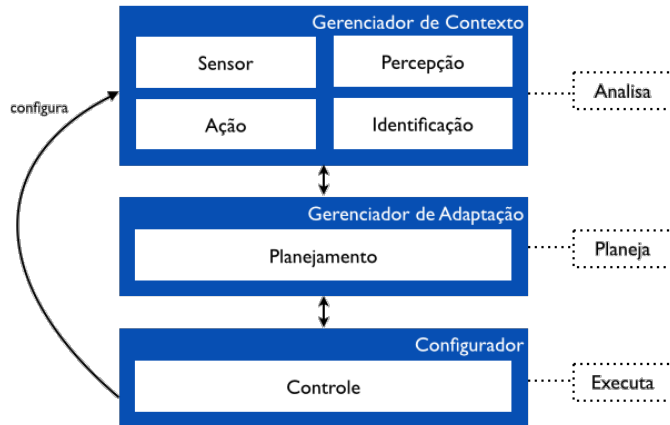 Gerenciador de Contexto
Sensor
Percepção
configura
Analisa
Ação
Identificação
Gerenciador de Adaptação
Planejamento
Planeja
Configurador
Controle
Executa